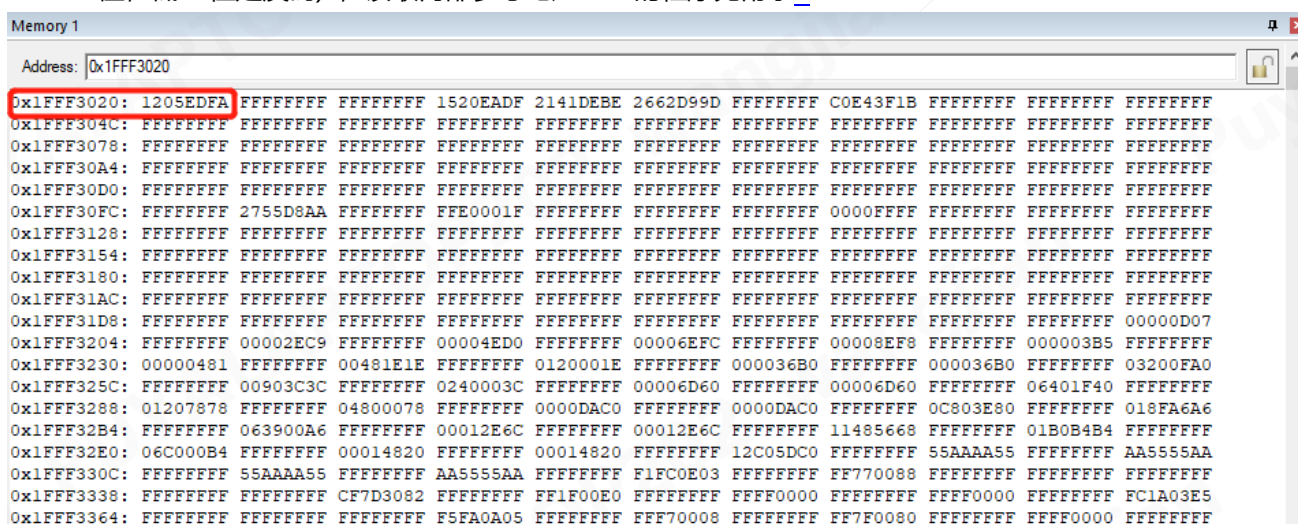 Memory 1
Address: 0x1FFF3020
0x1FFF3020: 1205EDFA FFFFFFFF FFFFFFFF 1520EADF 2141DEBE 2662D99D FFFFFFFF C0E43F1B FFFFFFFF FFFFFFFF FFFFFFFF
0x1FFF304C: FFFFFFFF FFFFFFFF FFFFFFFF FFFFFFFF FFFFFFFF FFFFFFFF FFFFFFFF FFFFFFFF FFFFFFFF FFFFFFFF FFFFFFFF
0x1FFF3078: FFFFFFFF FFFFFFFF FFFFFFFF FFFFFFFF FFFFFFFF FFFFFFFF FFFFFFFF FFFFFFFF FFFFFFFF FFFFFFFF FFFFFFFF
0x1FFF30A4: FFFFFFFF FFFFFFFF FFFFFFFF FFFFFFFF FFFFFFFF FFFFFFFF FFFFFFFF FFFFFFFF FFFFFFFF FFFFFFFF FFFFFFFF
0x1FFF30D0: FFFFFFFF FFFFFFFF FFFFFFFF FFFFFFFF FFFFFFFF FFFFFFFF FFFFFFFF FFFFFFFF FFFFFFFF FFFFFFFF FFFFFFFF
0x1FFF30FC: FFFFFFFF 2755D8AA FFFFFFFF FFE0001F FFFFFFFF FFFFFFFF FFFFFFFF 0000FFFF FFFFFFFF FFFFFFFF FFFFFFFF
0x1FFF3128: FFFFFFFF FFFFFFFF FFFFFFFF FFFFFFFF FFFFFFFF FFFFFFFF FFFFFFFF FFFFFFFF FFFFFFFF FFFFFFFF FFFFFFFF
0x1FFF3154: FFFFFFFF FFFFFFFF FFFFFFFF FFFFFFFF FFFFFFFF FFFFFFFF FFFFFFFF FFFFFFFF FFFFFFFF FFFFFFFF FFFFFFFF
0x1FFF3180: FFFFFFFF FFFFFFFF FFFFFFFF FFFFFFFF FFFFFFFF FFFFFFFF FFFFFFFF FFFFFFFF FFFFFFFF FFFFFFFF FFFFFFFF
0x1FFF31AC: FFFFFFFF FFFFFFFF FFFFFFFF FFFFFFFF FFFFFFFF FFFFFFFF FFFFFFFF FFFFFFFF FFFFFFFF FFFFFFFF FFFFFFFF
0x1FFF31D8: FFFFFFFF FFFFFFFF FFFFFFFF FFFFFFFF FFFFFFFF FFFFFFFF FFFFFFFF FFFFFFFF FFFFFFFF FFFFFFFF 00000D07
0x1FFF3204: FFFFFFFF 00002EC9 FFFFFFFF 00004ED0 FFFFFFFF 00006EFC FFFFFFFF 00008EF8 FFFFFFFF 000003B5 FFFFFFFF
0x1FFF3230: 00000481 FFFFFFFF 00481E1E FFFFFFFF 0120001E FFFFFFFF 000036B0 FFFFFFFF 000036B0 FFFFFFFF 03200FA0
0x1FFF325C: FFFFFFFF 00903C3C FFFFFFFF 0240003C FFFFFFFF 00006D60 FFFFFFFF 00006D60 FFFFFFFF 06401F40 FFFFFFFF
0x1FFF3288: 01207878 FFFFFFFF 04800078 FFFFFFFF 0000DAC0 FFFFFFFF 0000DAC0 FFFFFFFF 0C803E80 FFFFFFFF 018FA6A6
0x1FFF32B4: FFFFFFFF 063900A6 FFFFFFFF 00012E6C FFFFFFFF 00012E6C FFFFFFFF 11485668 FFFFFFFF 01B0B4B4 FFFFFFFF
0x1FFF32E0: 06C000B4 FFFFFFFF 00014820 FFFFFFFF 00014820 FFFFFFFF 12C05DC0 FFFFFFFF 55AAAA55 FFFFFFFF AA5555AA
0x1FFF330C: FFFFFFFF 55AAAA55 FFFFFFFF AA5555AA FFFFFFFF F1FC0E03 FFFFFFFF FF770088 FFFFFFFF FFFFFFFF FFFFFFFF
0x1FFF3338: FFFFFFFF FFFFFFFF CF7D3082 FFFFFFFF FF1F00E0 FFFFFFFF FFFF0000 FFFFFFFF FFFF0000 FFFFFFFF FC1A03E5
0x1FFF3364: FFFFFFFF FFFFFFFF FFFFFFFF F5FA0A05 FFFFFFFF FFF70008 FFFFFFFF FF7F0080 FFFFFFFF FFFF0000 FFFFFFFF